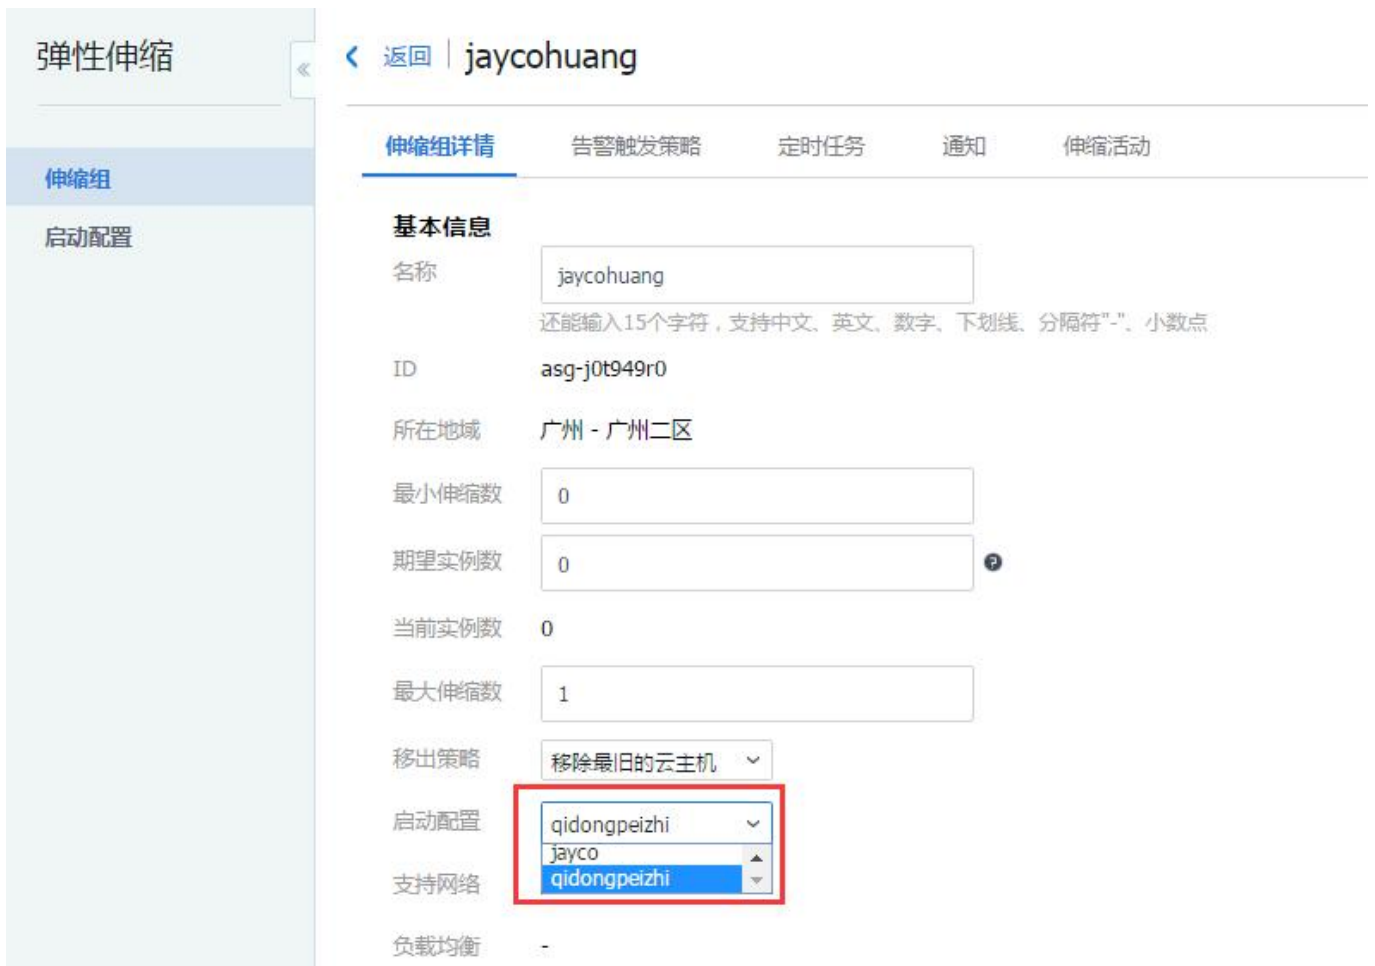 弹性伸缩
«
返回 jaycohuang
伸缩组详情 告警触发策略 定时任务 通知 伸缩活动
伸缩组
启动配置
基本信息
名称 jaycohuang
还能输入15个字符，支持中文、英文、数字、下划线、分隔符"-"、小数点
ID asg-j0t949r0
所在地域 广州 - 广州二区
最小伸缩数 0
期望实例数 0 ?
当前实例数 0
最大伸缩数 1
移出策略 移除最旧的云主机
启动配置 qidongpeizhi
jayco
支持网络 qidongpeizhi
负载均衡 -